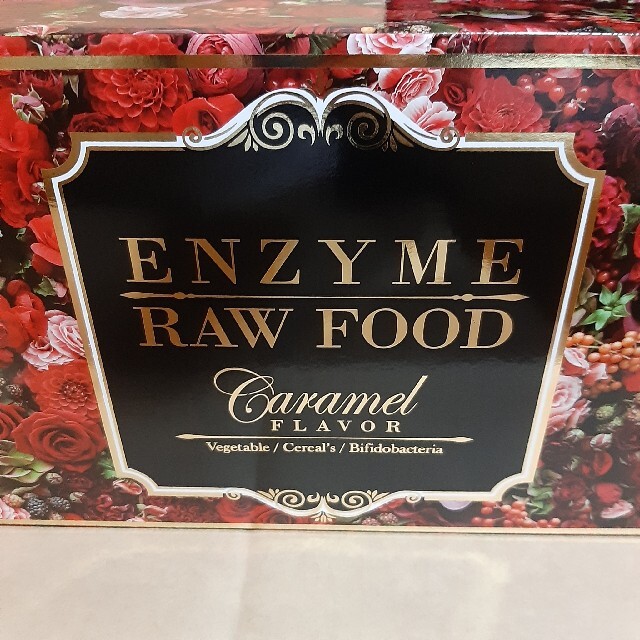 ENZYME
RAW FOOD
Caramel
FLAVOR
Vegetable / Cereal's / Bifidobacteria